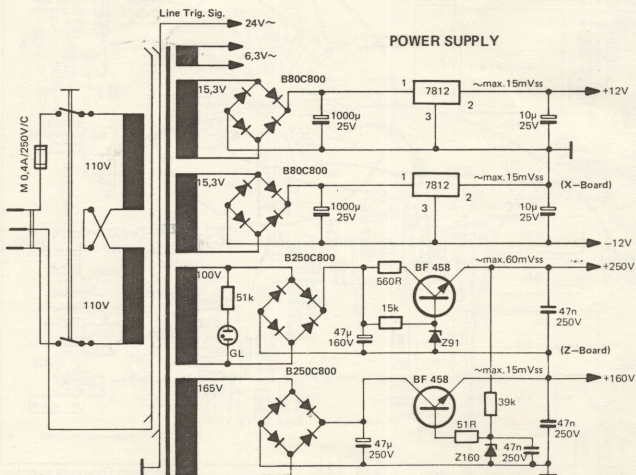 Line Trig. Sig.
24V~
6,3V~
POWER SUPPLY
B80C800
15,3V
1
7812
2
3
~max.15mVss
+12V
1000µ
25V
10µ
25V
M 0,4A/250V/C
110V
B80C800
15,3V
1
7812
2
3
~max.15mVss
(X–Board)
1000µ
25V
10µ
25V
–12V
B250C800
100V
51k
GL
560R
BF 458
~max.60mVss
+250V
15k
47µ
160V
Z91
47n
250V
110V
(Z–Board)
B250C800
165V
BF 458
~max.15mVss
+160V
39k
51R
47µ
250V
Z160
47n
250V
47n
250V